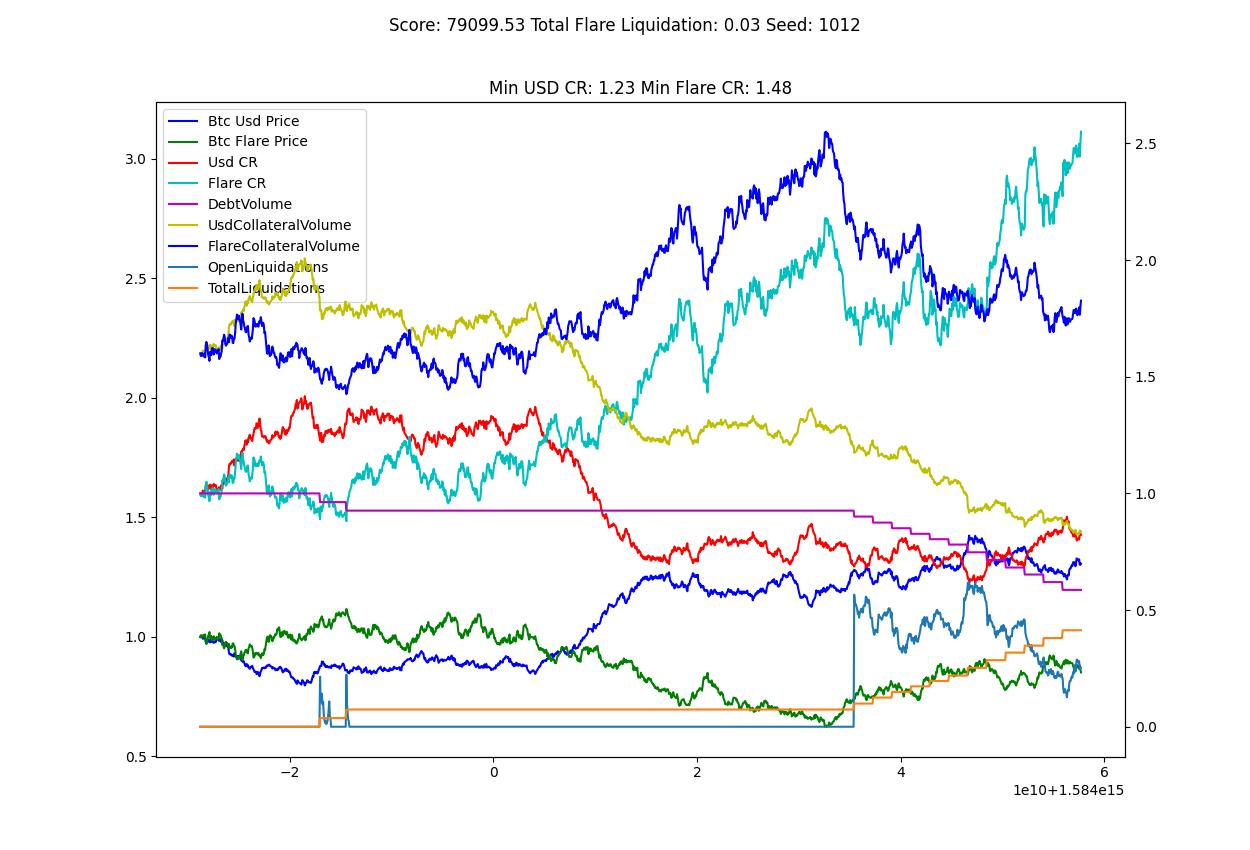 Score: 79099.53 Total Flare Liquidation: 0.03 Seed: 1012
Min USD CR: 1.23 Min Flare CR: 1.48
Btc Usd Price
Btc Flare Price
Usd CR
Flare CR
DebtVolume
UsdCollateralVolume
FlareCollateralVolume
OpenLiquidations
TotalLiquidations
3.0
2.5
2.0
1.5
1.0
0.5
2.5
2.0
1.5
1.0
0.5
0.0
−2 0 2 4 6
1e10+1.584e15